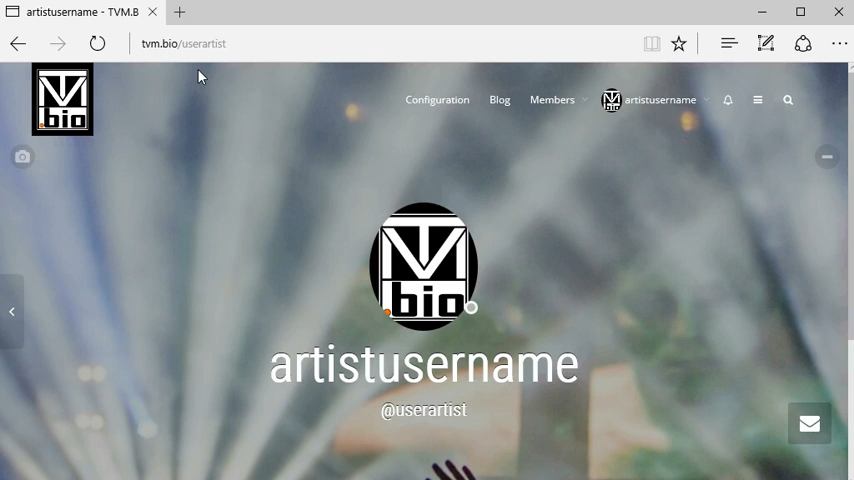 artistusername - TVM.B
tvm.bio/userartist
TVM
.bio
Configuration
Blog
Members
artistusername
TVM
.bio
artistusername
@userartist